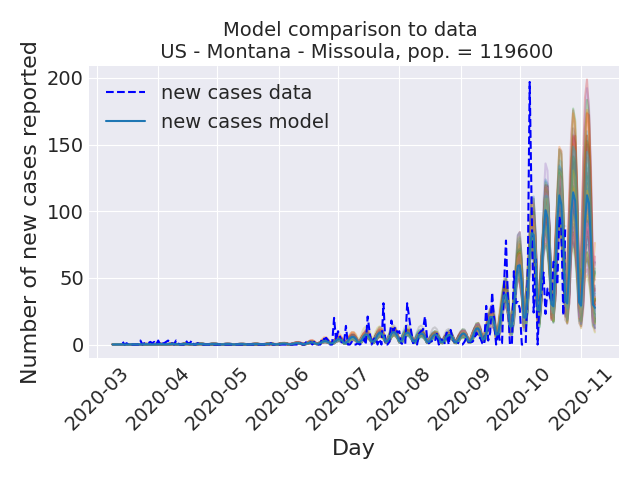 Model comparison to data
US - Montana - Missoula, pop. = 119600
Number of new cases reported
200
150
100
50
0
new cases data
new cases model
2020-03
2020-04
2020-05
2020-06
2020-07
2020-08
2020-09
2020-10
2020-11
Day